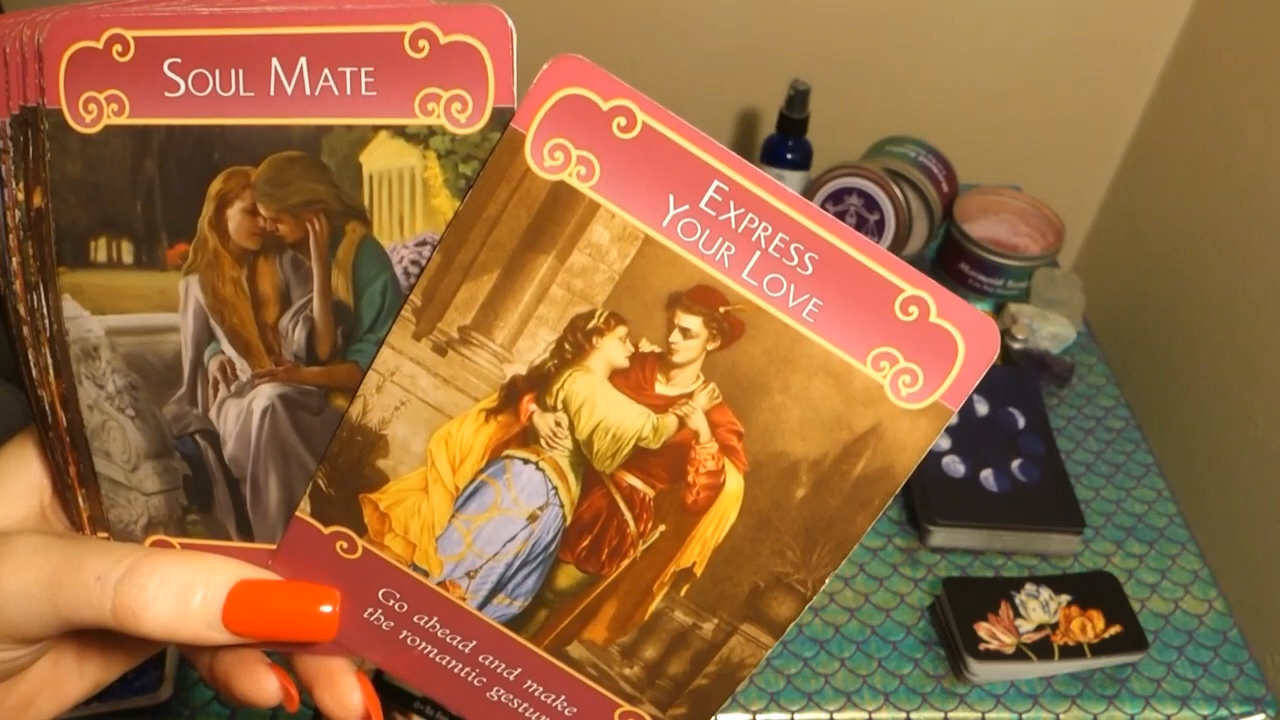 SOUL MATE
EXPRESS
YOUR LOVE
Go ahead and make
the romantic gesture